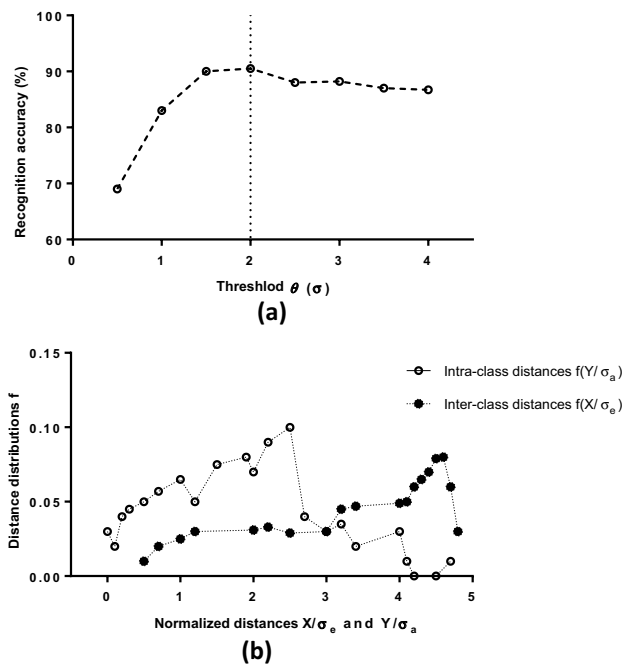 100
90
80
70
60
Recognition accuracy (%)
0 1 2 3 4
Threshlod θ (σ)
(a)
0.15
0.10
0.05
0.00
Distance distributions f
Intra-class distances f(Y/σa)
Inter-class distances f(X/σe)
0 1 2 3 4 5
Normalized distances X/σe and Y/σa
(b)